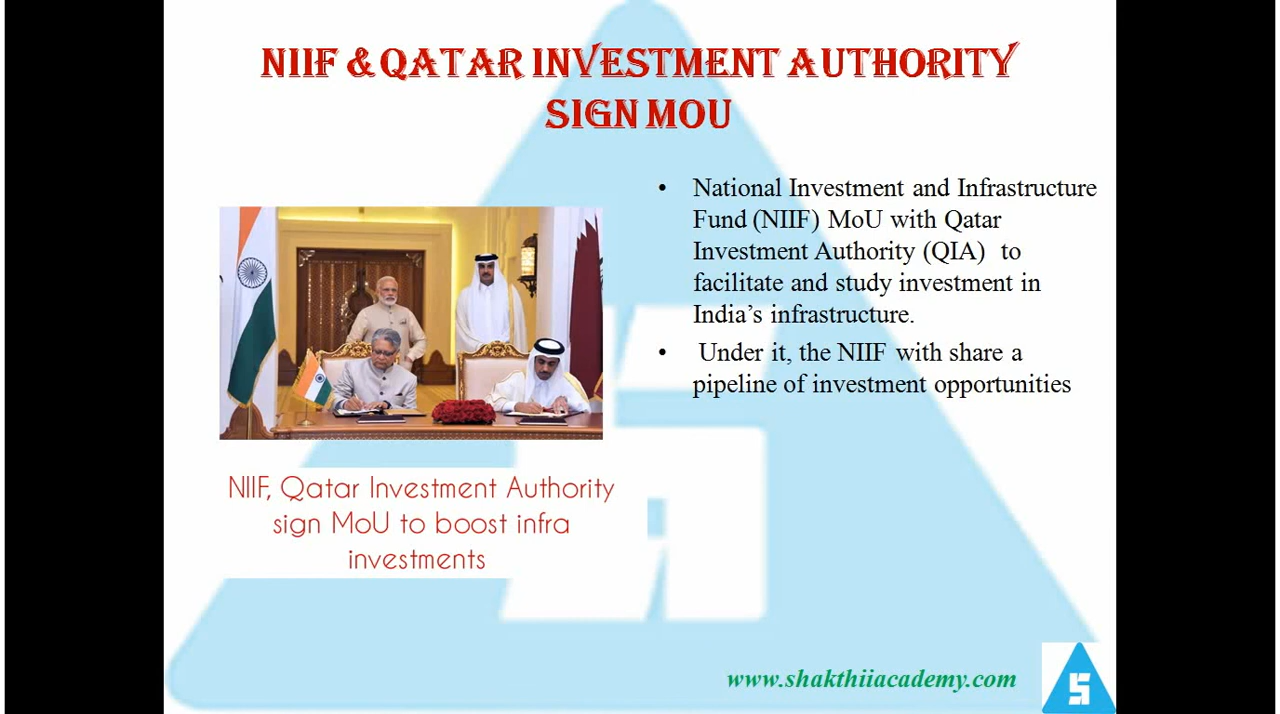 NIIF & QATAR INVESTMENT AUTHORITY
SIGN MOU
• National Investment and Infrastructure
Fund (NIIF) MoU with Qatar
Investment Authority (QIA) to
facilitate and study investment in
India's infrastructure.
• Under it, the NIIF with share a
pipeline of investment opportunities
NIIF, Qatar Investment Authority
sign MoU to boost infra
investments
www.shakthiiacademy.com